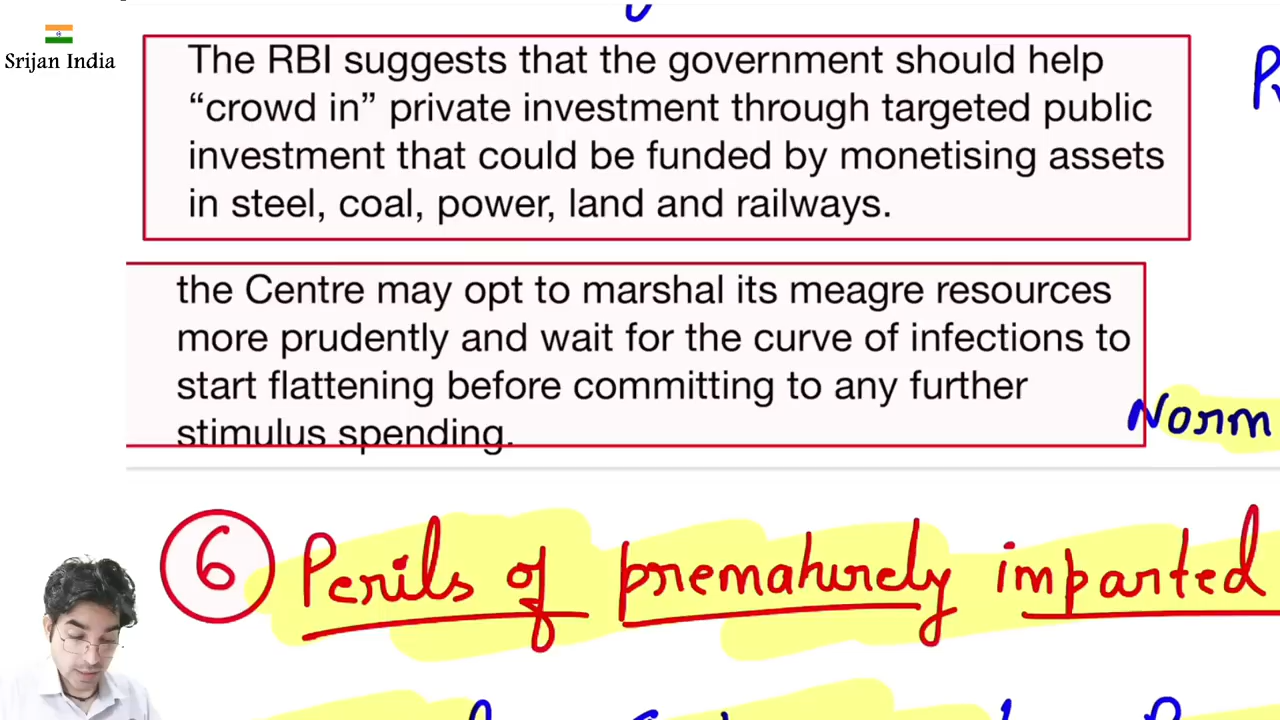 Srijan India
The RBI suggests that the government should help
“crowd in” private investment through targeted public
investment that could be funded by monetising assets
in steel, coal, power, land and railways.
the Centre may opt to marshal its meagre resources
more prudently and wait for the curve of infections to
start flattening before committing to any further
stimulus spending.
Norm
6 Perils of prematurely imparted